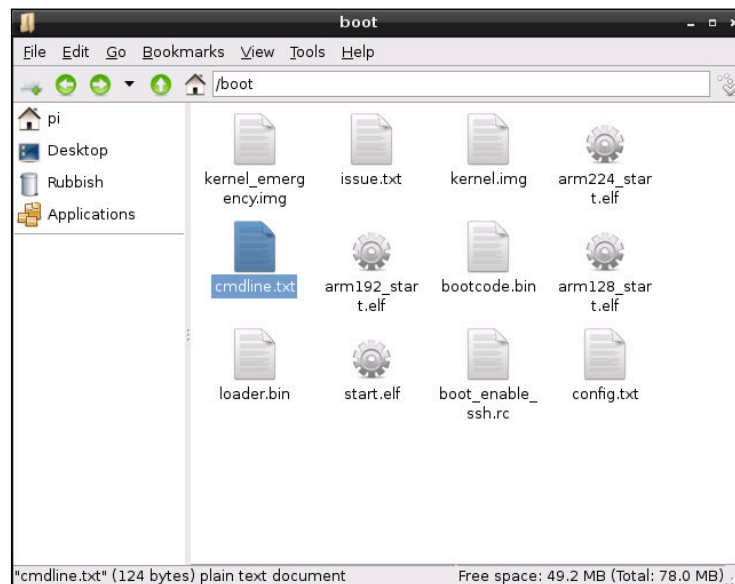 boot
File Edit Go Bookmarks View Tools Help
/boot
pi
Desktop
Rubbish
Applications
kernel_emerg
ency.img
issue.txt
kernel.img
arm224_star
t.elf
cmdline.txt
arm192_star
t.elf
bootcode.bin
arm128_star
t.elf
loader.bin
start.elf
boot_enable_
ssh.rc
config.txt
"cmdline.txt" (124 bytes) plain text document
Free space: 49.2 MB (Total: 78.0 MB)